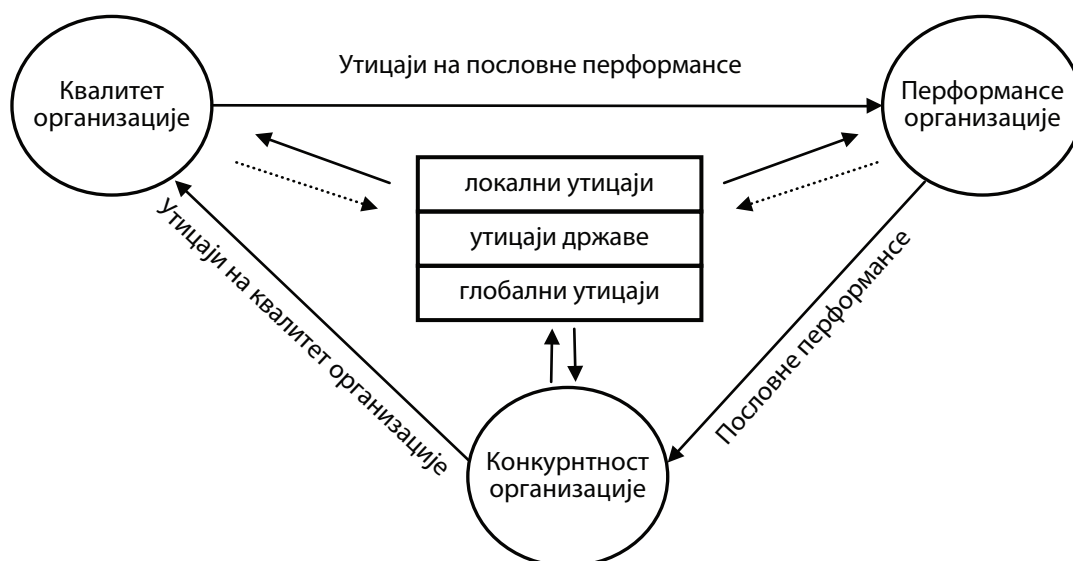 Утицаји на пословне перформансе
Квалитет
организације
Перформансе
организације
локални утицаји
утицаји државе
глобални утицаји
Утицаји на квалитет организације
Пословне перформансе
Конкурнтност
организације